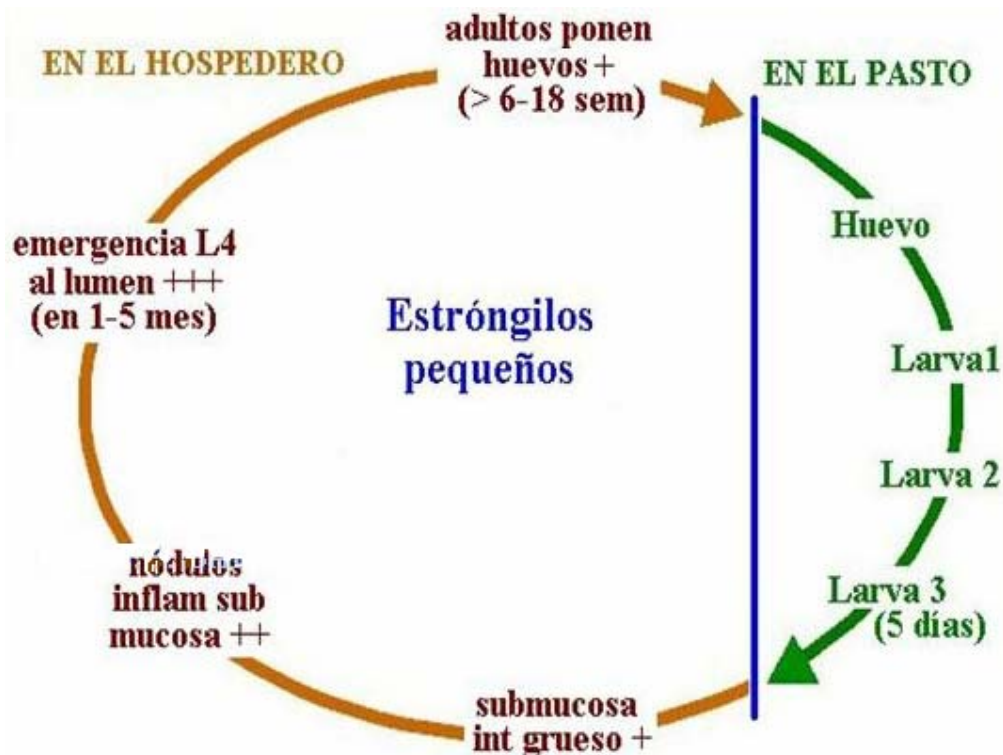 EN EL HOSPEDERO
adultos ponen
huevos +
(> 6-18 sem)
EN EL PASTO
Huevo
Larva1
Larva 2
Larva 3
(5 días)
submucosa
int grueso +
nódulos
inflam sub
mucosa ++
emergencia L4
al lumen +++
(en 1-5 mes)
Estróngilos
pequeños